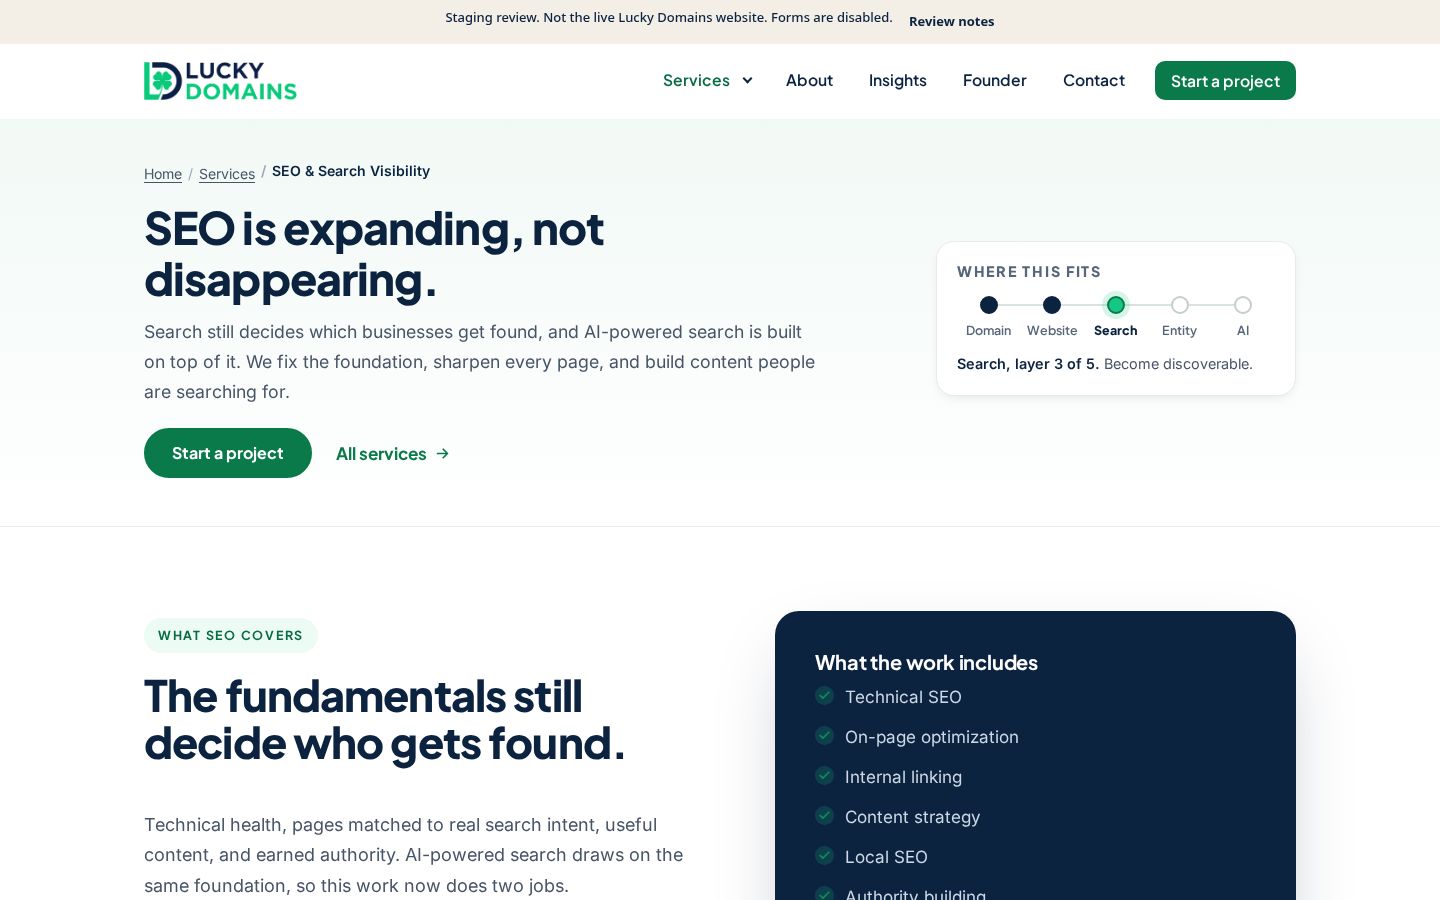 Staging review. Not the live Lucky Domains website. Forms are disabled. Review notes
LUCKY
DOMAINS
Services About Insights Founder Contact Start a project
Home / Services / SEO & Search Visibility
SEO is expanding, not
disappearing.
Search still decides which businesses get found, and AI-powered search is built
on top of it. We fix the foundation, sharpen every page, and build content people
are searching for.
Start a project All services →
WHERE THIS FITS
Domain Website Search Entity AI
Search, layer 3 of 5. Become discoverable.
WHAT SEO COVERS
The fundamentals still
decide who gets found.
Technical health, pages matched to real search intent, useful
content, and earned authority. AI-powered search draws on the
same foundation, so this work now does two jobs.
What the work includes
Technical SEO
On-page optimization
Internal linking
Content strategy
Local SEO
Authority building